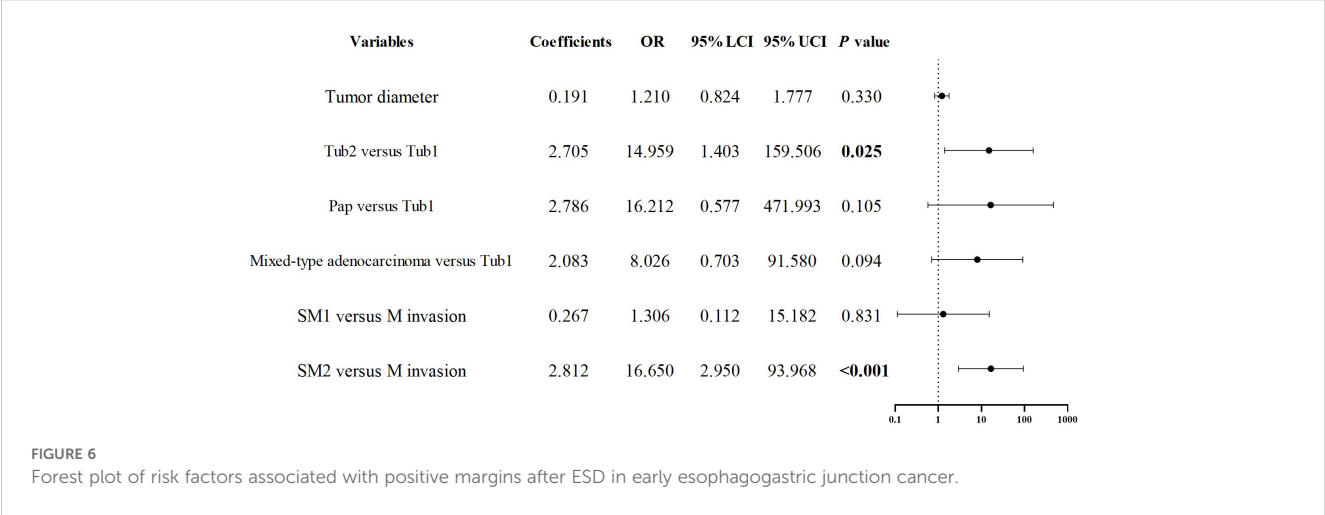 Variables Coefficients OR 95% LCI 95% UCI P value
Tumor diameter 0.191 1.210 0.824 1.777 0.330
Tub2 versus Tub1 2.705 14.959 1.403 159.506 0.025
Pap versus Tub1 2.786 16.212 0.577 471.993 0.105
Mixed-type adenocarcinoma versus Tub1 2.083 8.026 0.703 91.580 0.094
SM1 versus M invasion 0.267 1.306 0.112 15.182 0.831
SM2 versus M invasion 2.812 16.650 2.950 93.968 <0.001
0.1 1 10 100 1000
FIGURE 6
Forest plot of risk factors associated with positive margins after ESD in early esophagogastric junction cancer.